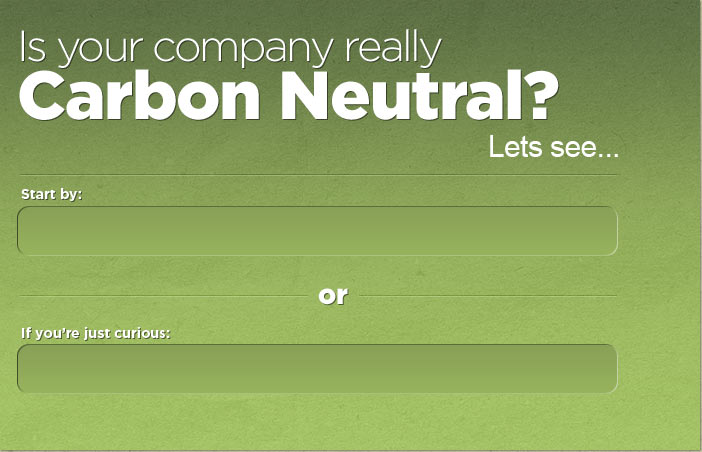 Is your company really
Carbon Neutral?
Lets see...
Start by:
or
If you're just curious: